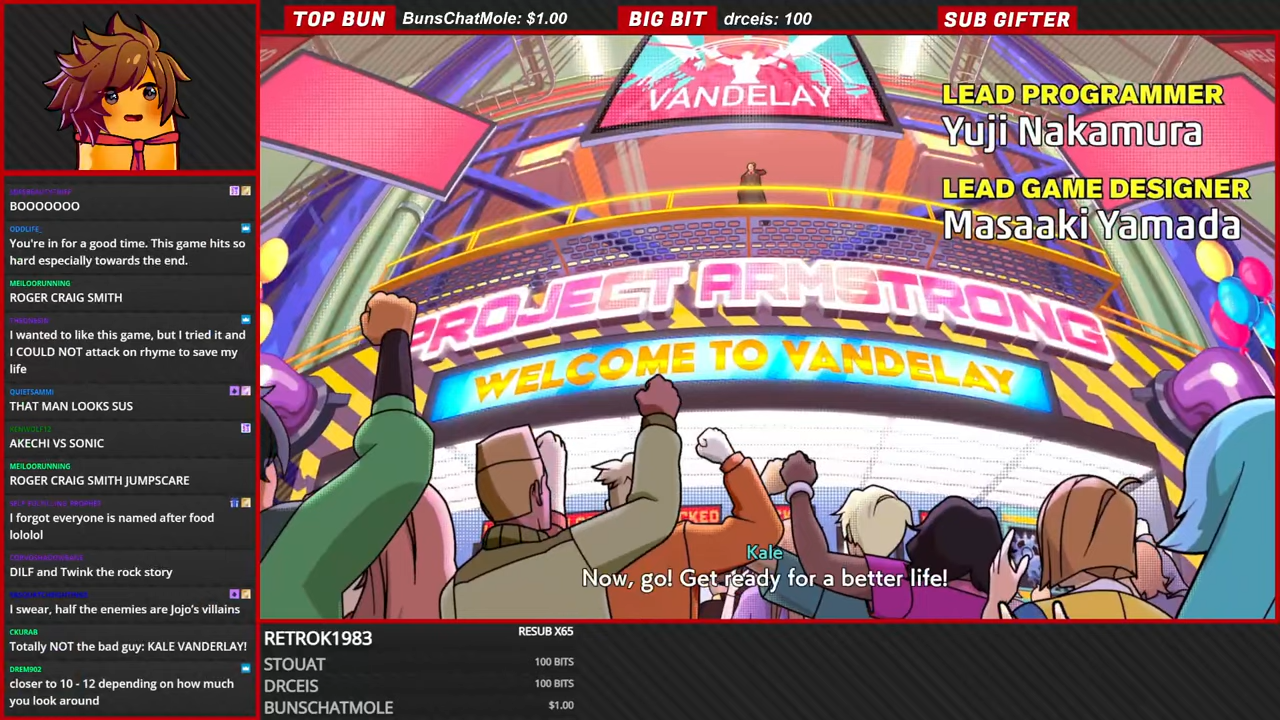 TOP BUN BunsChatMole: $1.00 BIG BIT drceis: 100 SUB GIFTER
BOOOOOOO
ODDLIFE_
You're in for a good time. This game hits so
hard especially towards the end.
MEILOORUNNING
ROGER CRAIG SMITH
I wanted to like this game, but I tried it and
I COULD NOT attack on rhyme to save my
life
QUIETSAMMI
THAT MAN LOOKS SUS
AKECHI VS SONIC
MEILOORUNNING
ROGER CRAIG SMITH JUMPSCARE
I forgot everyone is named after food
lololol
DILF and Twink the rock story
I swear, half the enemies are Jojo's villains
CKURAB
Totally NOT the bad guy: KALE VANDERLAY!
DREM902
closer to 10 - 12 depending on how much
you look around
VANDELAY
LEAD PROGRAMMER
Yuji Nakamura
LEAD GAME DESIGNER
Masaaki Yamada
PROJECT ARMSTRONG
WELCOME TO VANDELAY
Kale
Now, go! Get ready for a better life!
RETROK1983 RESUB X65
STOUAT 100 BITS
DRCEIS 100 BITS
BUNSCHATMOLE $1.00